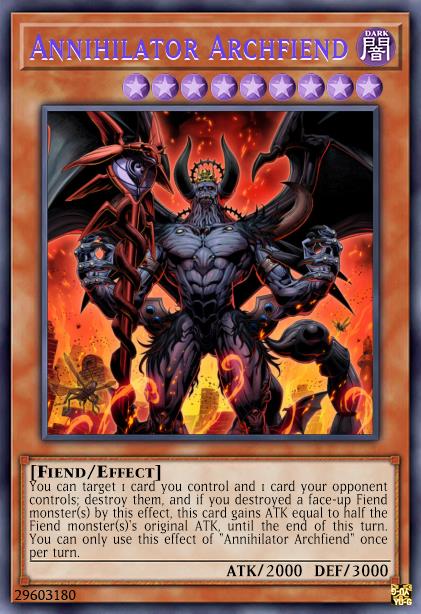 ANNIHILATOR ARCHFIEND
DARK
闇
[FIEND/EFFECT]
You can target 1 card you control and 1 card your opponent
controls; destroy them, and if you destroyed a face-up Fiend
monster(s) by this effect, this card gains ATK equal to half the
Fiend monster(s)'s original ATK, until the end of this turn.
You can only use this effect of "Annihilator Archfiend" once
per turn.
ATK/2000 DEF/3000
29603180